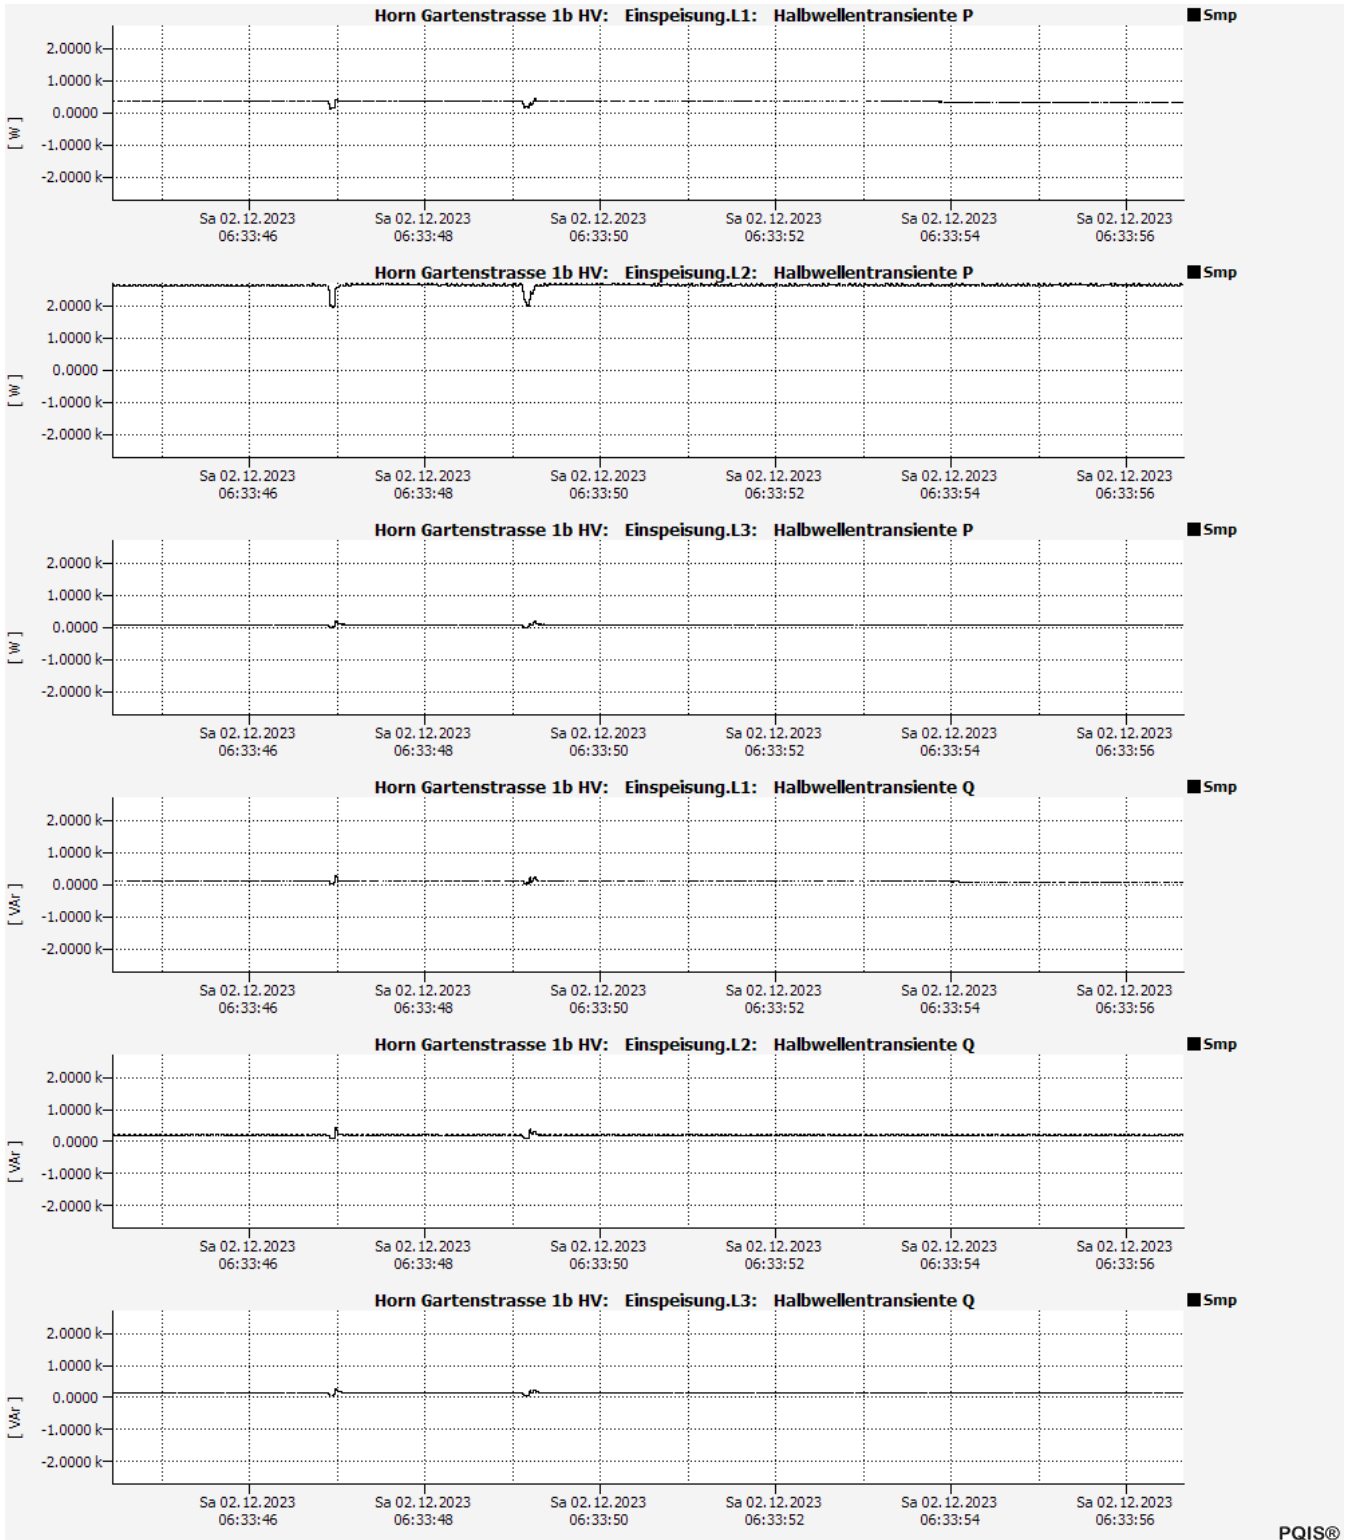 Horn Gartenstrasse 1b HV: Einspeisung.L1: Halbwellentransiente P
Smp
2.0000 k
1.0000 k
0.0000
-1.0000 k
-2.0000 k
[ W ]
Sa 02.12.2023 Sa 02.12.2023 Sa 02.12.2023 Sa 02.12.2023 Sa 02.12.2023 Sa 02.12.2023
06:33:46 06:33:48 06:33:50 06:33:52 06:33:54 06:33:56
Horn Gartenstrasse 1b HV: Einspeisung.L2: Halbwellentransiente P
Smp
2.0000 k
1.0000 k
0.0000
-1.0000 k
-2.0000 k
[ W ]
Sa 02.12.2023 Sa 02.12.2023 Sa 02.12.2023 Sa 02.12.2023 Sa 02.12.2023 Sa 02.12.2023
06:33:46 06:33:48 06:33:50 06:33:52 06:33:54 06:33:56
Horn Gartenstrasse 1b HV: Einspeisung.L3: Halbwellentransiente P
Smp
2.0000 k
1.0000 k
0.0000
-1.0000 k
-2.0000 k
[ W ]
Sa 02.12.2023 Sa 02.12.2023 Sa 02.12.2023 Sa 02.12.2023 Sa 02.12.2023 Sa 02.12.2023
06:33:46 06:33:48 06:33:50 06:33:52 06:33:54 06:33:56
Horn Gartenstrasse 1b HV: Einspeisung.L1: Halbwellentransiente Q
Smp
2.0000 k
1.0000 k
0.0000
-1.0000 k
-2.0000 k
[ VAr ]
Sa 02.12.2023 Sa 02.12.2023 Sa 02.12.2023 Sa 02.12.2023 Sa 02.12.2023 Sa 02.12.2023
06:33:46 06:33:48 06:33:50 06:33:52 06:33:54 06:33:56
Horn Gartenstrasse 1b HV: Einspeisung.L2: Halbwellentransiente Q
Smp
2.0000 k
1.0000 k
0.0000
-1.0000 k
-2.0000 k
[ VAr ]
Sa 02.12.2023 Sa 02.12.2023 Sa 02.12.2023 Sa 02.12.2023 Sa 02.12.2023 Sa 02.12.2023
06:33:46 06:33:48 06:33:50 06:33:52 06:33:54 06:33:56
Horn Gartenstrasse 1b HV: Einspeisung.L3: Halbwellentransiente Q
Smp
2.0000 k
1.0000 k
0.0000
-1.0000 k
-2.0000 k
[ VAr ]
Sa 02.12.2023 Sa 02.12.2023 Sa 02.12.2023 Sa 02.12.2023 Sa 02.12.2023 Sa 02.12.2023
06:33:46 06:33:48 06:33:50 06:33:52 06:33:54 06:33:56
PQIS®